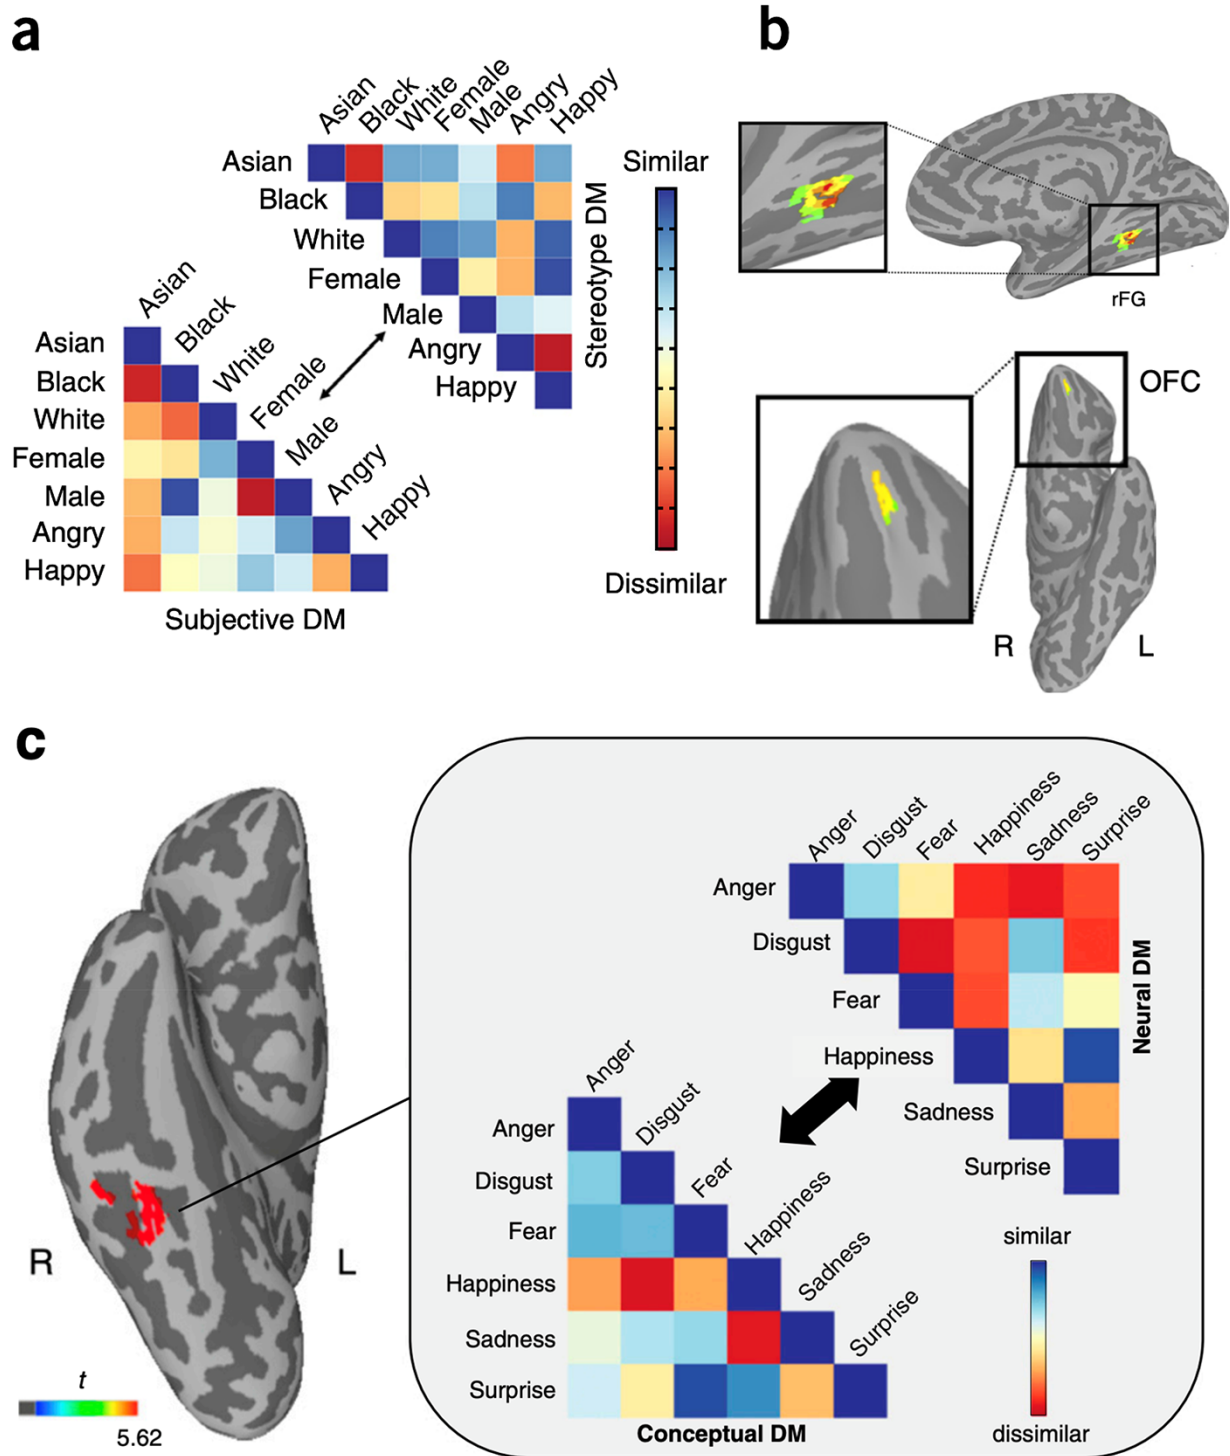 a
Asian
Black
White
Female
Male
Angry
Happy
Asian
Black
White
Female
Male
Angry
Happy
Stereotype DM
Similar
Dissimilar
Asian
Black
White
Female
Male
Angry
Happy
Asian
Black
White
Female
Male
Angry
Happy
Subjective DM
b
rFG
OFC
R
L
c
R
L
t
5.62
Anger
Disgust
Fear
Happiness
Sadness
Surprise
Anger
Disgust
Fear
Happiness
Sadness
Surprise
Neural DM
Anger
Disgust
Fear
Happiness
Sadness
Surprise
Anger
Disgust
Fear
Happiness
Sadness
Surprise
Conceptual DM
similar
dissimilar